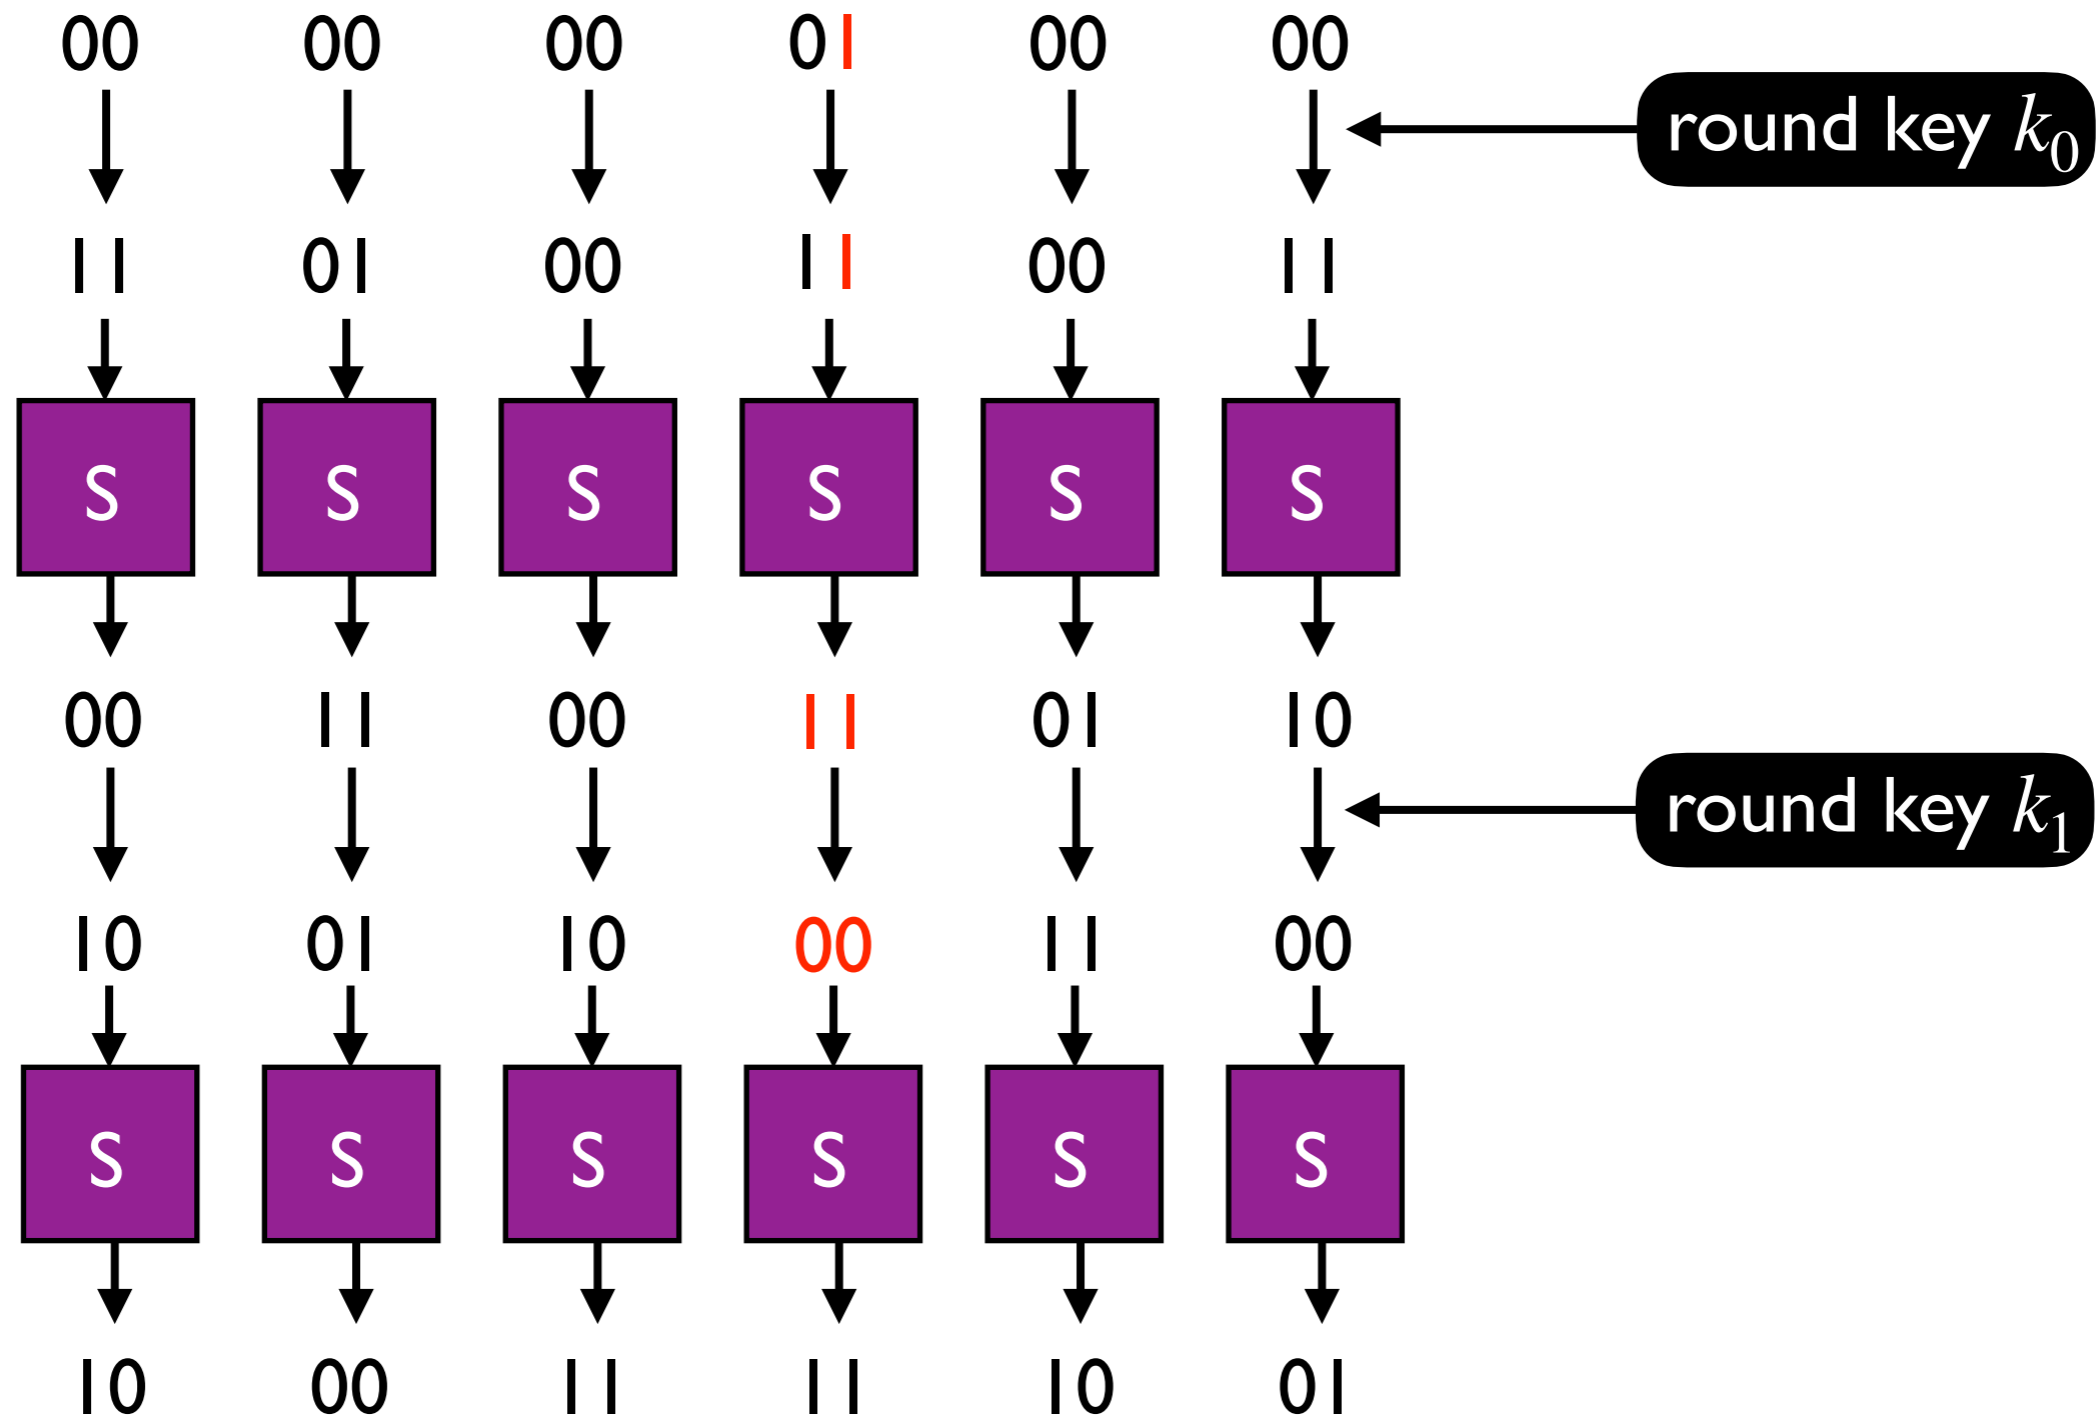 00 00 00 01 00 00
round key k₀
11 01 00 11 00 11
S S S S S S
00 11 00 11 01 10
round key k₁
10 01 10 00 11 00
S S S S S S
10 00 11 11 10 01